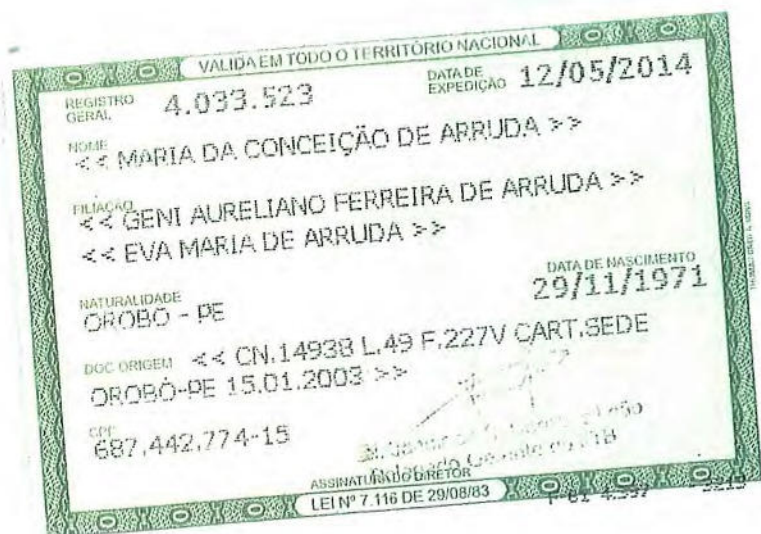 VALIDA EM TODO O TERRITÓRIO NACIONAL
REGISTRO GERAL 4.033.523 DATA DE EXPEDIÇÃO 12/05/2014
NOME
<< MARIA DA CONCEIÇÃO DE ARRUDA >>
FILIAÇÃO
<< GENI AURELIANO FERREIRA DE ARRUDA >>
<< EVA MARIA DE ARRUDA >>
NATURALIDADE DATA DE NASCIMENTO
OROBO - PE 29/11/1971
DOC ORIGEM << CN.14938 L.49 F.227V CART.SEDE
OROBÓ-PE 15.01.2003 >>
CPF
687.442.774-15
ASSINATURA DO DIRETOR
LEI Nº 7.116 DE 29/08/83